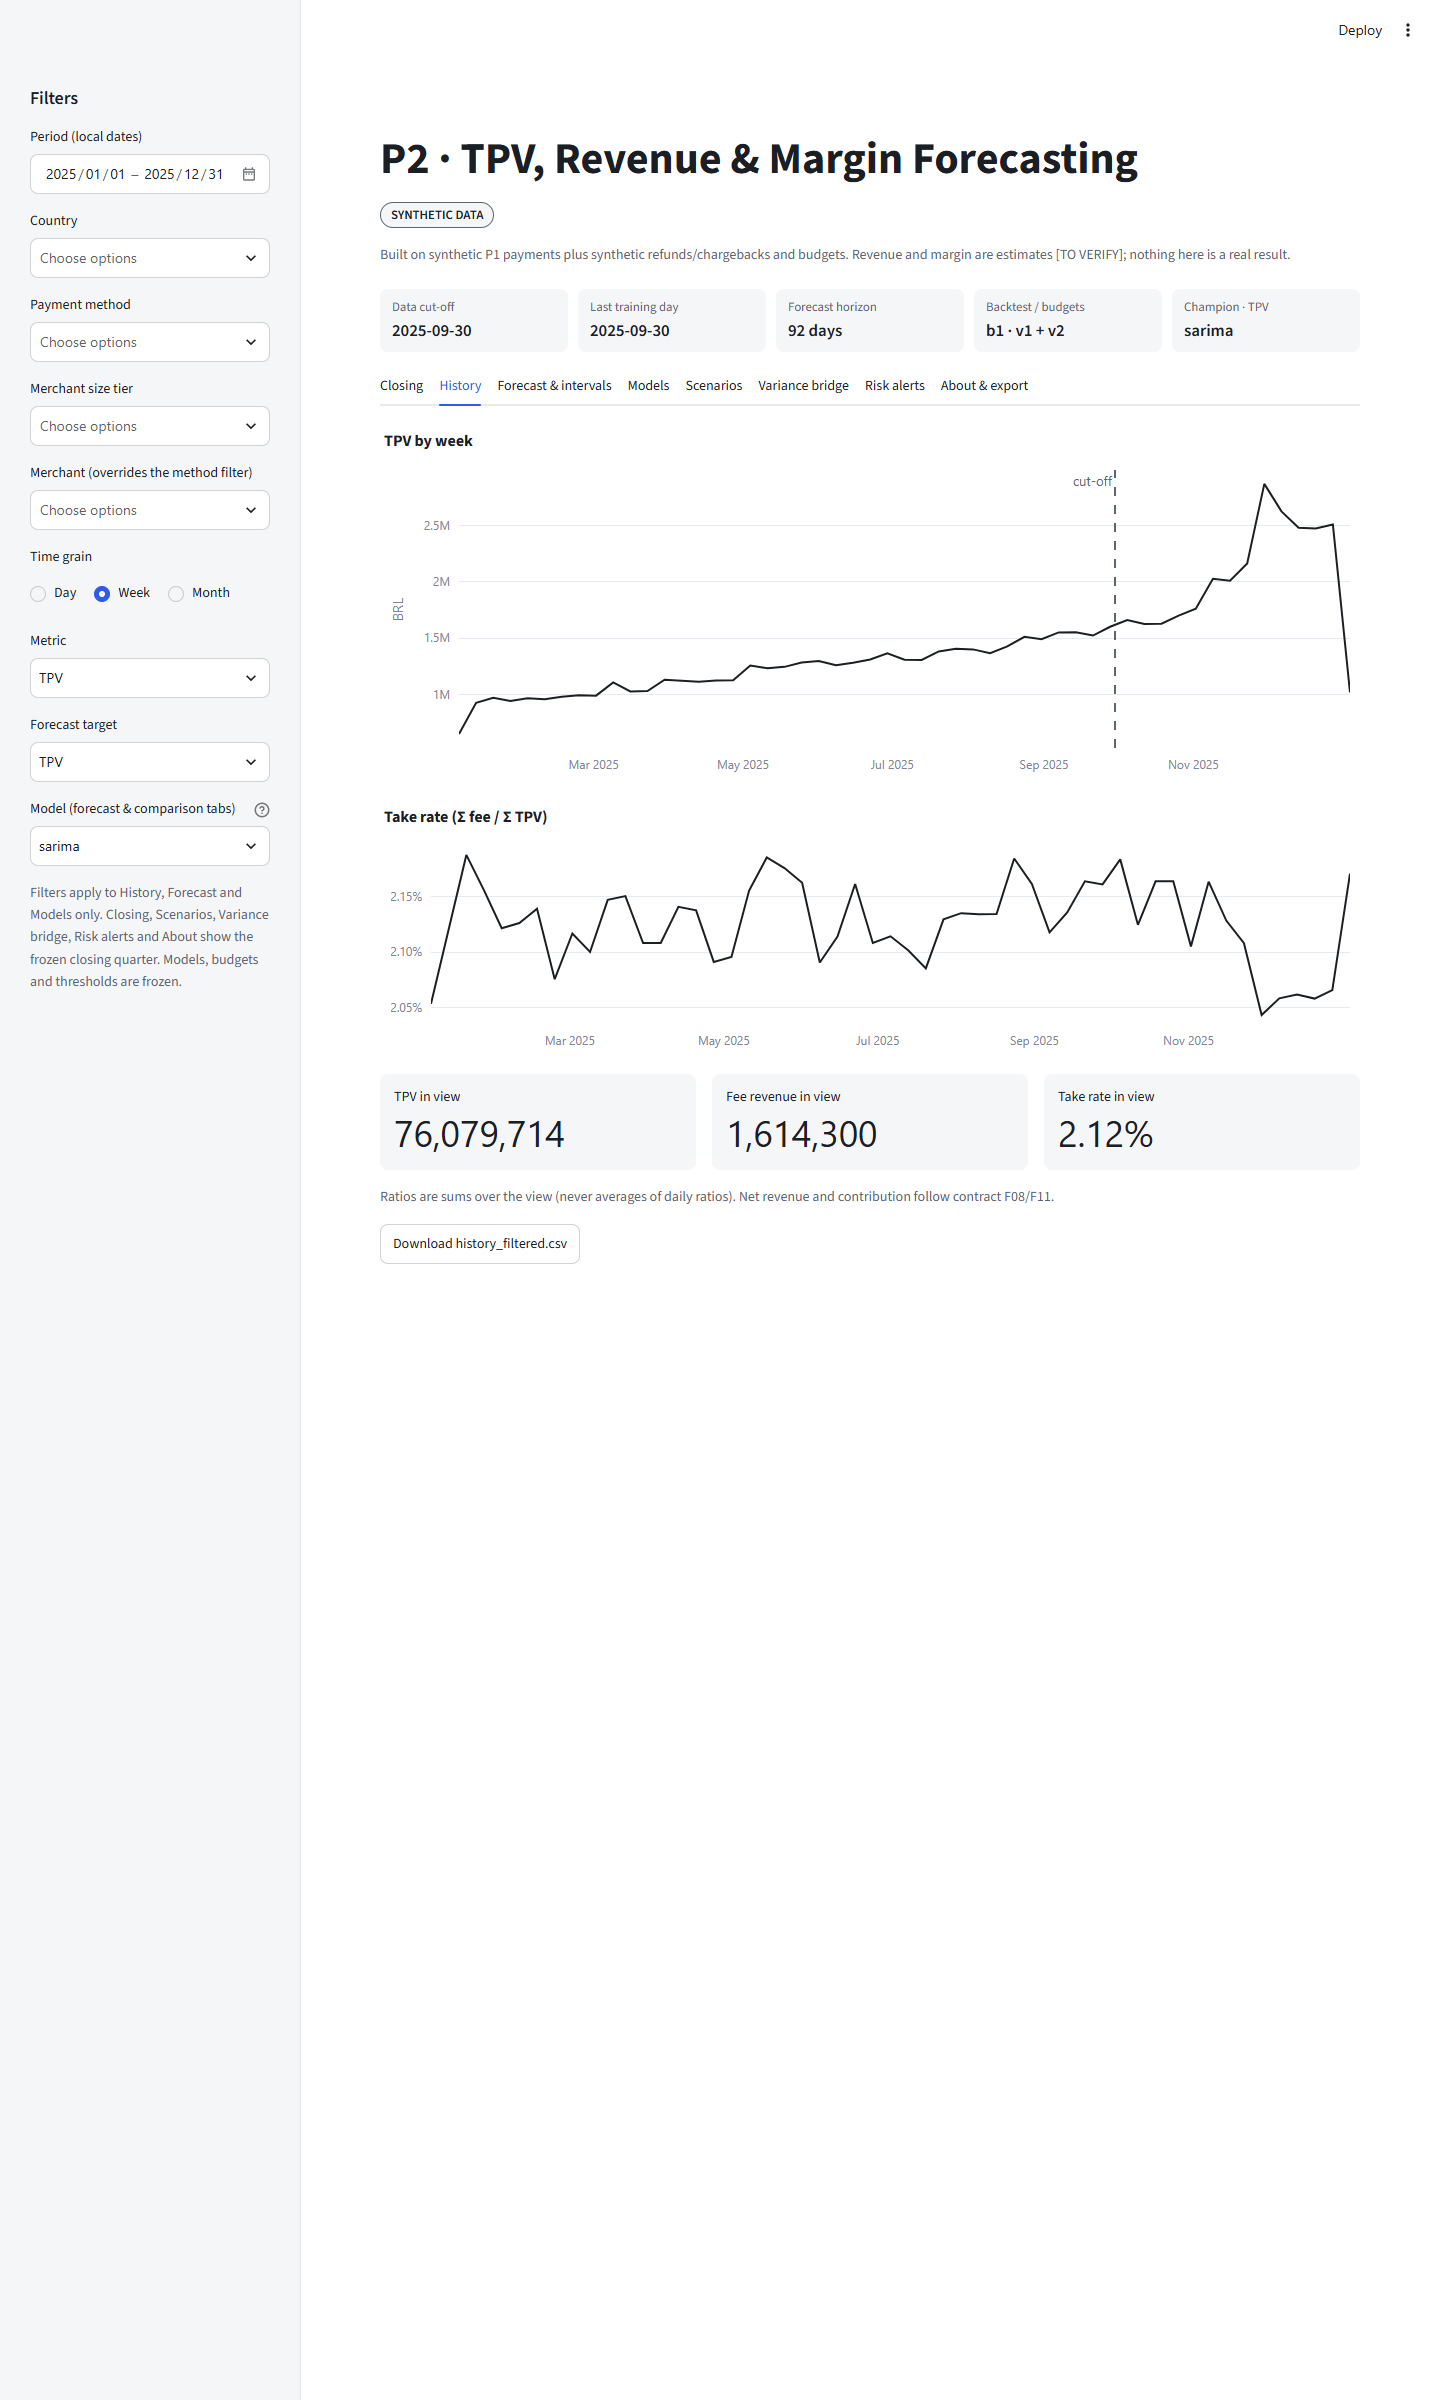 Deploy
Filters
Period (local dates)
2025/01/01 – 2025/12/31
Country
Choose options
Payment method
Choose options
Merchant size tier
Choose options
Merchant (overrides the method filter)
Choose options
Time grain
Day Week Month
Metric
TPV
Forecast target
TPV
Model (forecast & comparison tabs)
sarima
Filters apply to History, Forecast and
Models only. Closing, Scenarios, Variance
bridge, Risk alerts and About show the
frozen closing quarter. Models, budgets
and thresholds are frozen.
P2 · TPV, Revenue & Margin Forecasting
SYNTHETIC DATA
Built on synthetic P1 payments plus synthetic refunds/chargebacks and budgets. Revenue and margin are estimates [TO VERIFY]; nothing here is a real result.
Data cut-off
2025-09-30
Last training day
2025-09-30
Forecast horizon
92 days
Backtest / budgets
b1 · v1 + v2
Champion · TPV
sarima
Closing History Forecast & intervals Models Scenarios Variance bridge Risk alerts About & export
TPV by week
cut-off
2.5M
2M
1.5M
1M
BRL
Mar 2025 May 2025 Jul 2025 Sep 2025 Nov 2025
Take rate (Σ fee / Σ TPV)
2.15%
2.10%
2.05%
Mar 2025 May 2025 Jul 2025 Sep 2025 Nov 2025
TPV in view
76,079,714
Fee revenue in view
1,614,300
Take rate in view
2.12%
Ratios are sums over the view (never averages of daily ratios). Net revenue and contribution follow contract F08/F11.
Download history_filtered.csv